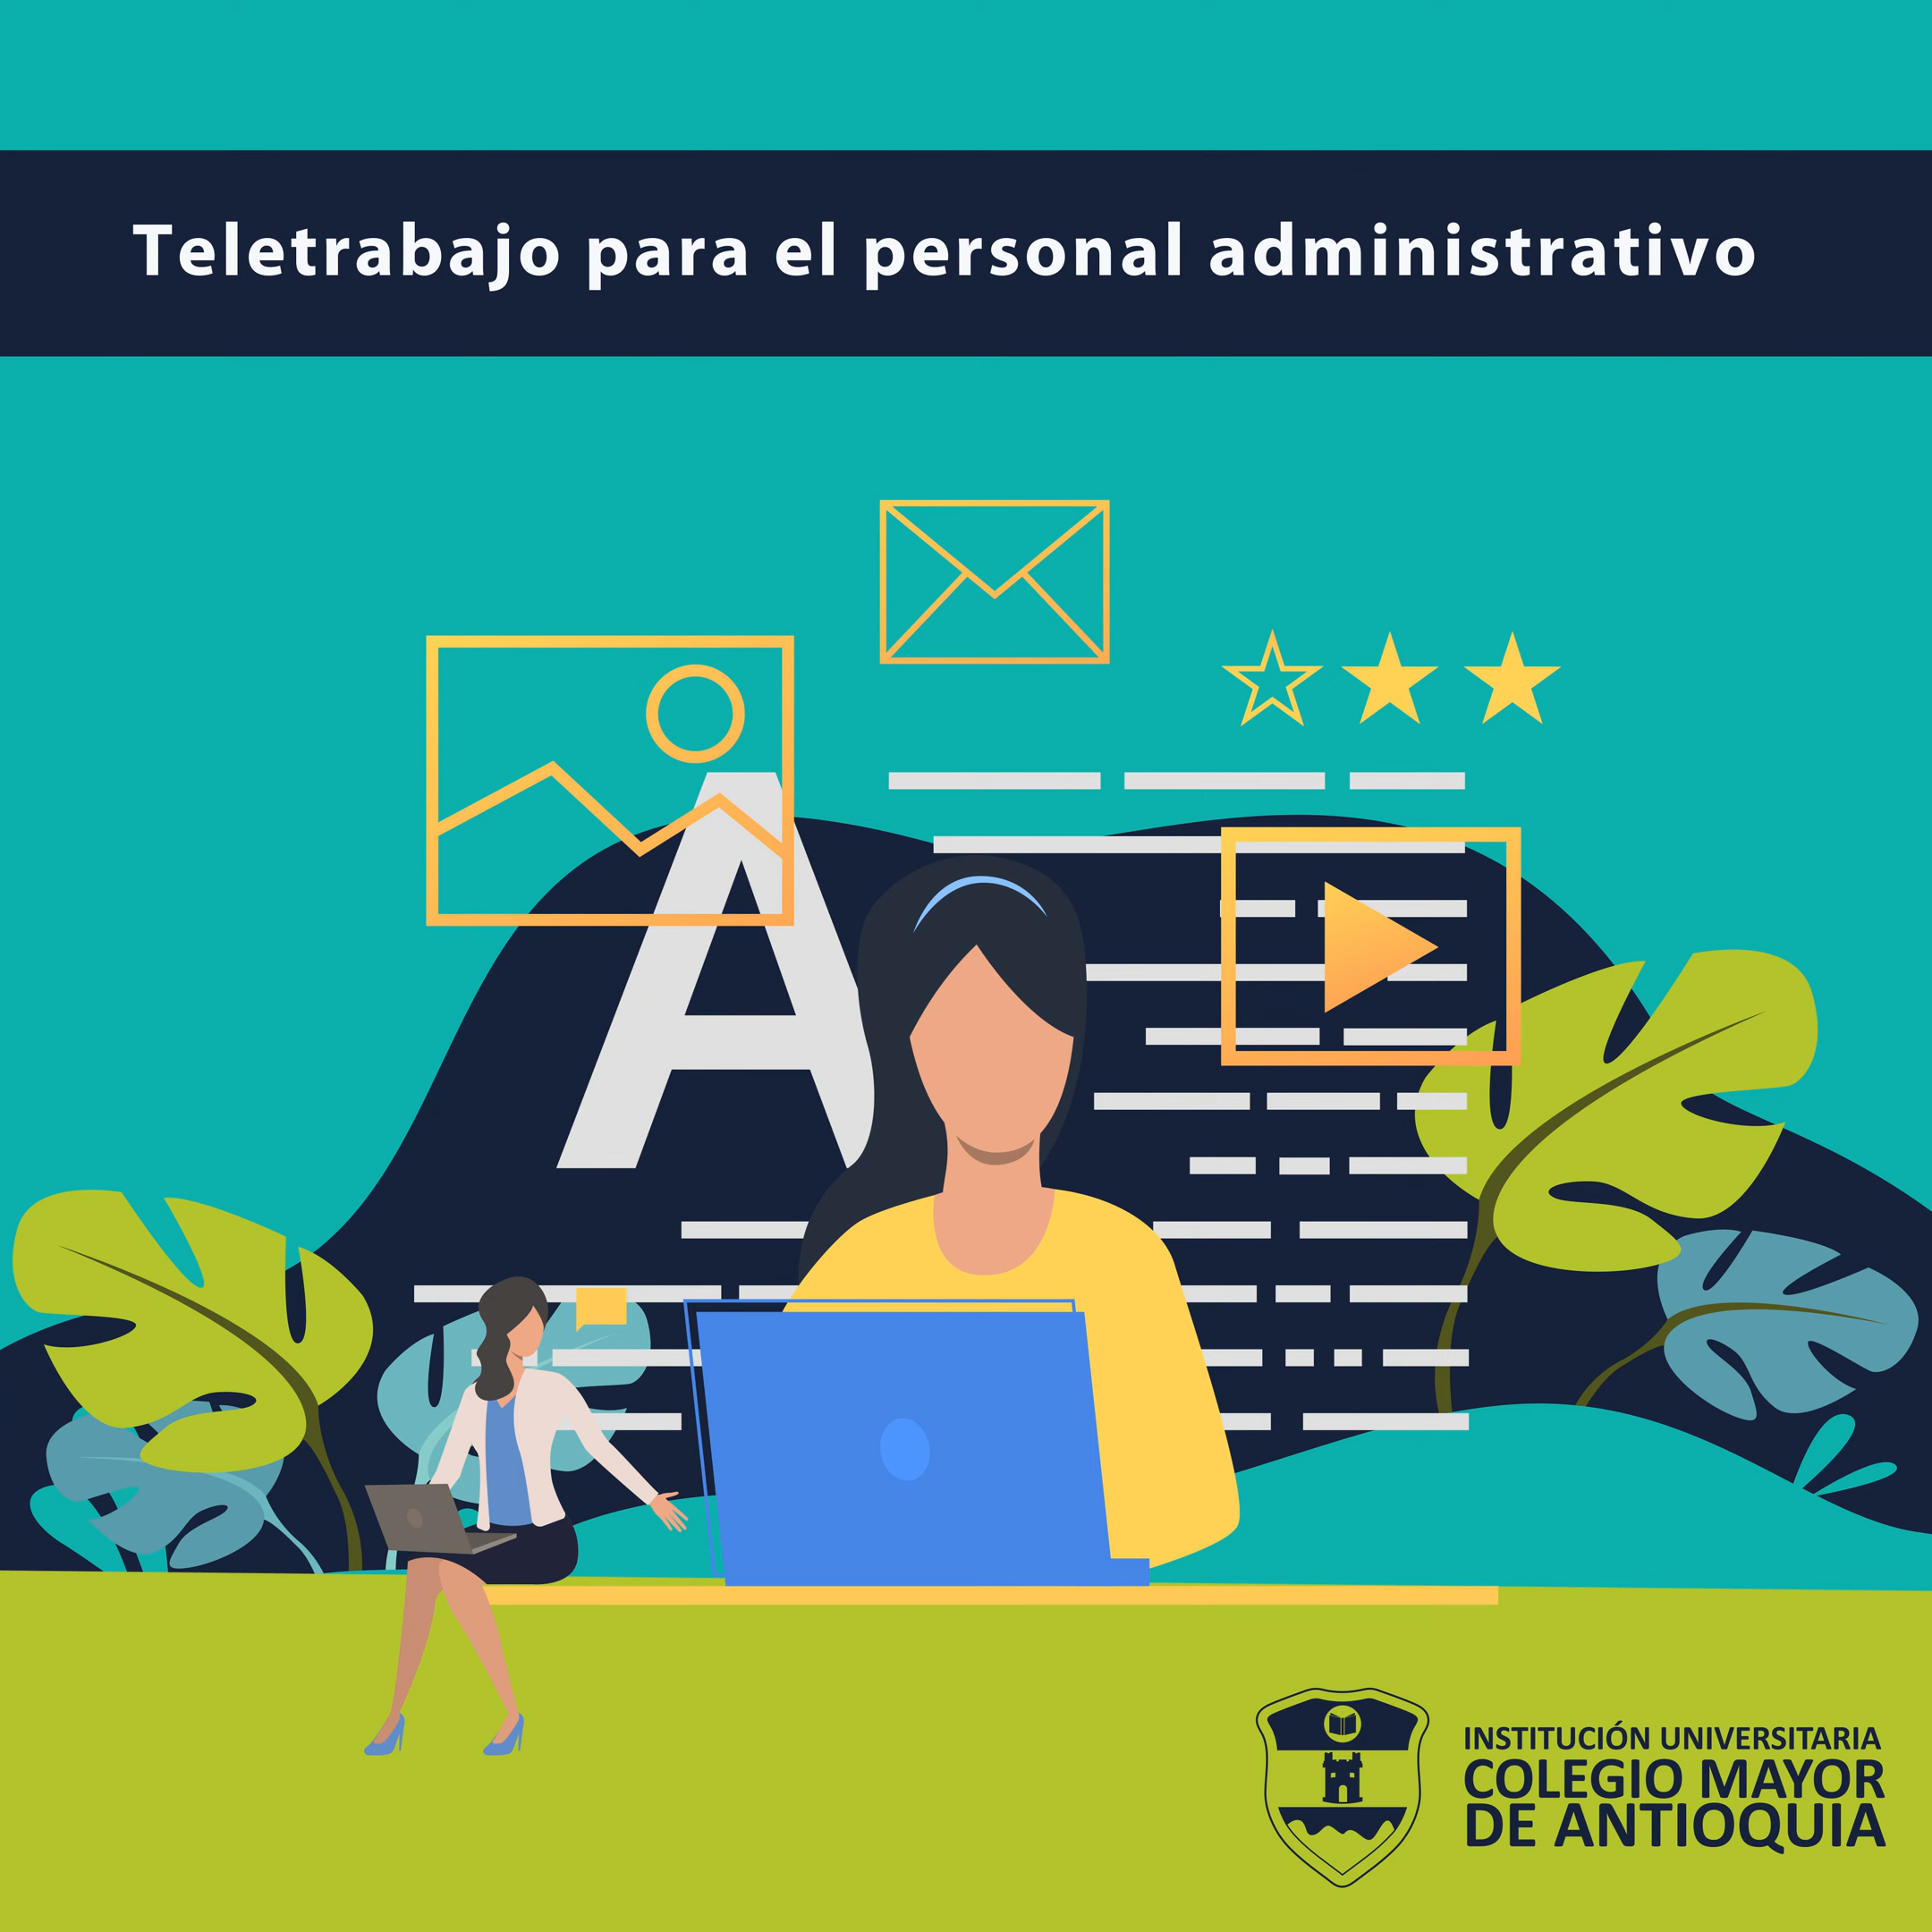 Teletrabajo para el personal administrativo
A
INSTITUCIÓN UNIVERSITARIA
COLEGIO MAYOR
DE ANTIOQUIA